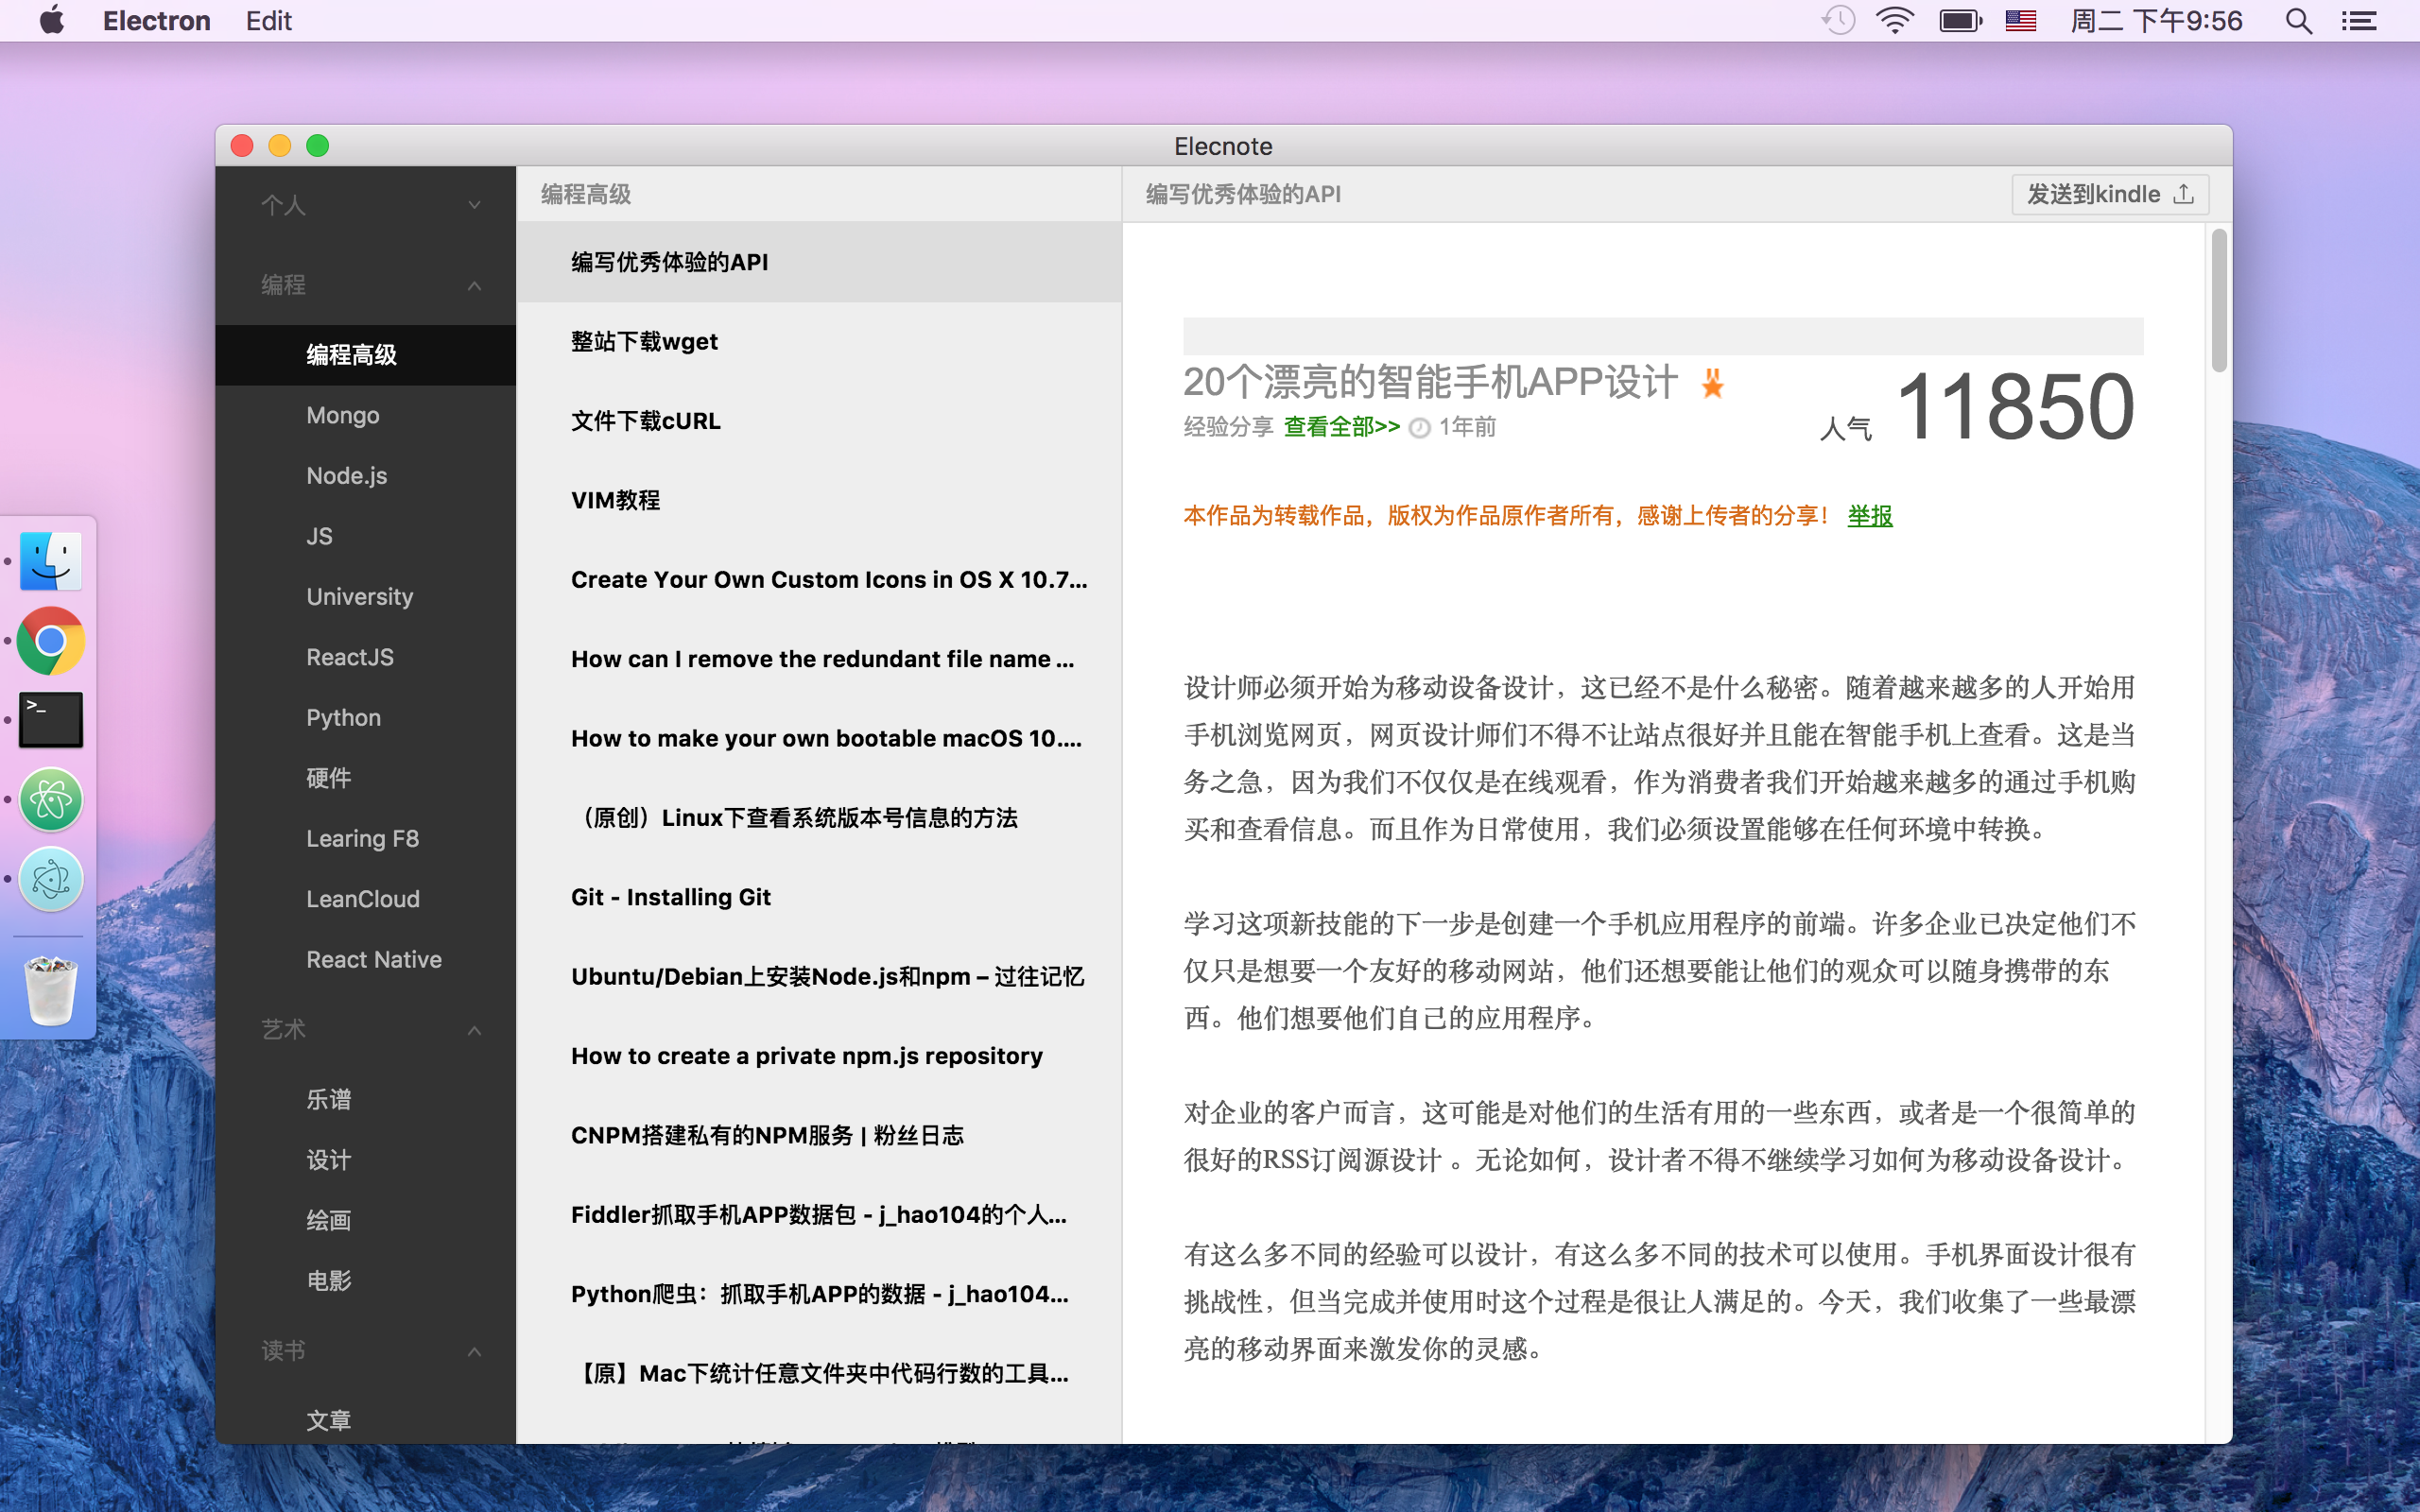 Electron Edit
周二 下午9:56
Elecnote
个人
编程
编程高级
Mongo
Node.js
JS
University
ReactJS
Python
硬件
Learing F8
LeanCloud
React Native
艺术
乐谱
设计
绘画
电影
读书
文章
编程高级
编写优秀体验的API
整站下载wget
文件下载cURL
VIM教程
Create Your Own Custom Icons in OS X 10.7...
How can I remove the redundant file name ...
How to make your own bootable macOS 10....
（原创）Linux下查看系统版本号信息的方法
Git - Installing Git
Ubuntu/Debian上安装Node.js和npm – 过往记忆
How to create a private npm.js repository
CNPM搭建私有的NPM服务 | 粉丝日志
Fiddler抓取手机APP数据包 - j_hao104的个人...
Python爬虫：抓取手机APP的数据 - j_hao104...
【原】Mac下统计任意文件夹中代码行数的工具...
编写优秀体验的API
发送到kindle
20个漂亮的智能手机APP设计
经验分享 查看全部>> 1年前
人气 11850
本作品为转载作品，版权为作品原作者所有，感谢上传者的分享！ 举报
设计师必须开始为移动设备设计，这已经不是什么秘密。随着越来越多的人开始用
手机浏览网页，网页设计师们不得不让站点很好并且能在智能手机上查看。这是当
务之急，因为我们不仅仅是在线观看，作为消费者我们开始越来越多的通过手机购
买和查看信息。而且作为日常使用，我们必须设置能够在任何环境中转换。
学习这项新技能的下一步是创建一个手机应用程序的前端。许多企业已决定他们不
仅只是想要一个友好的移动网站，他们还想要能让他们的观众可以随身携带的东
西。他们想要他们自己的应用程序。
对企业的客户而言，这可能是对他们的生活有用的一些东西，或者是一个很简单的
很好的RSS订阅源设计 。无论如何，设计者不得不继续学习如何为移动设备设计。
有这么多不同的经验可以设计，有这么多不同的技术可以使用。手机界面设计很有
挑战性，但当完成并使用时这个过程是很让人满足的。今天，我们收集了一些最漂
亮的移动界面来激发你的灵感。